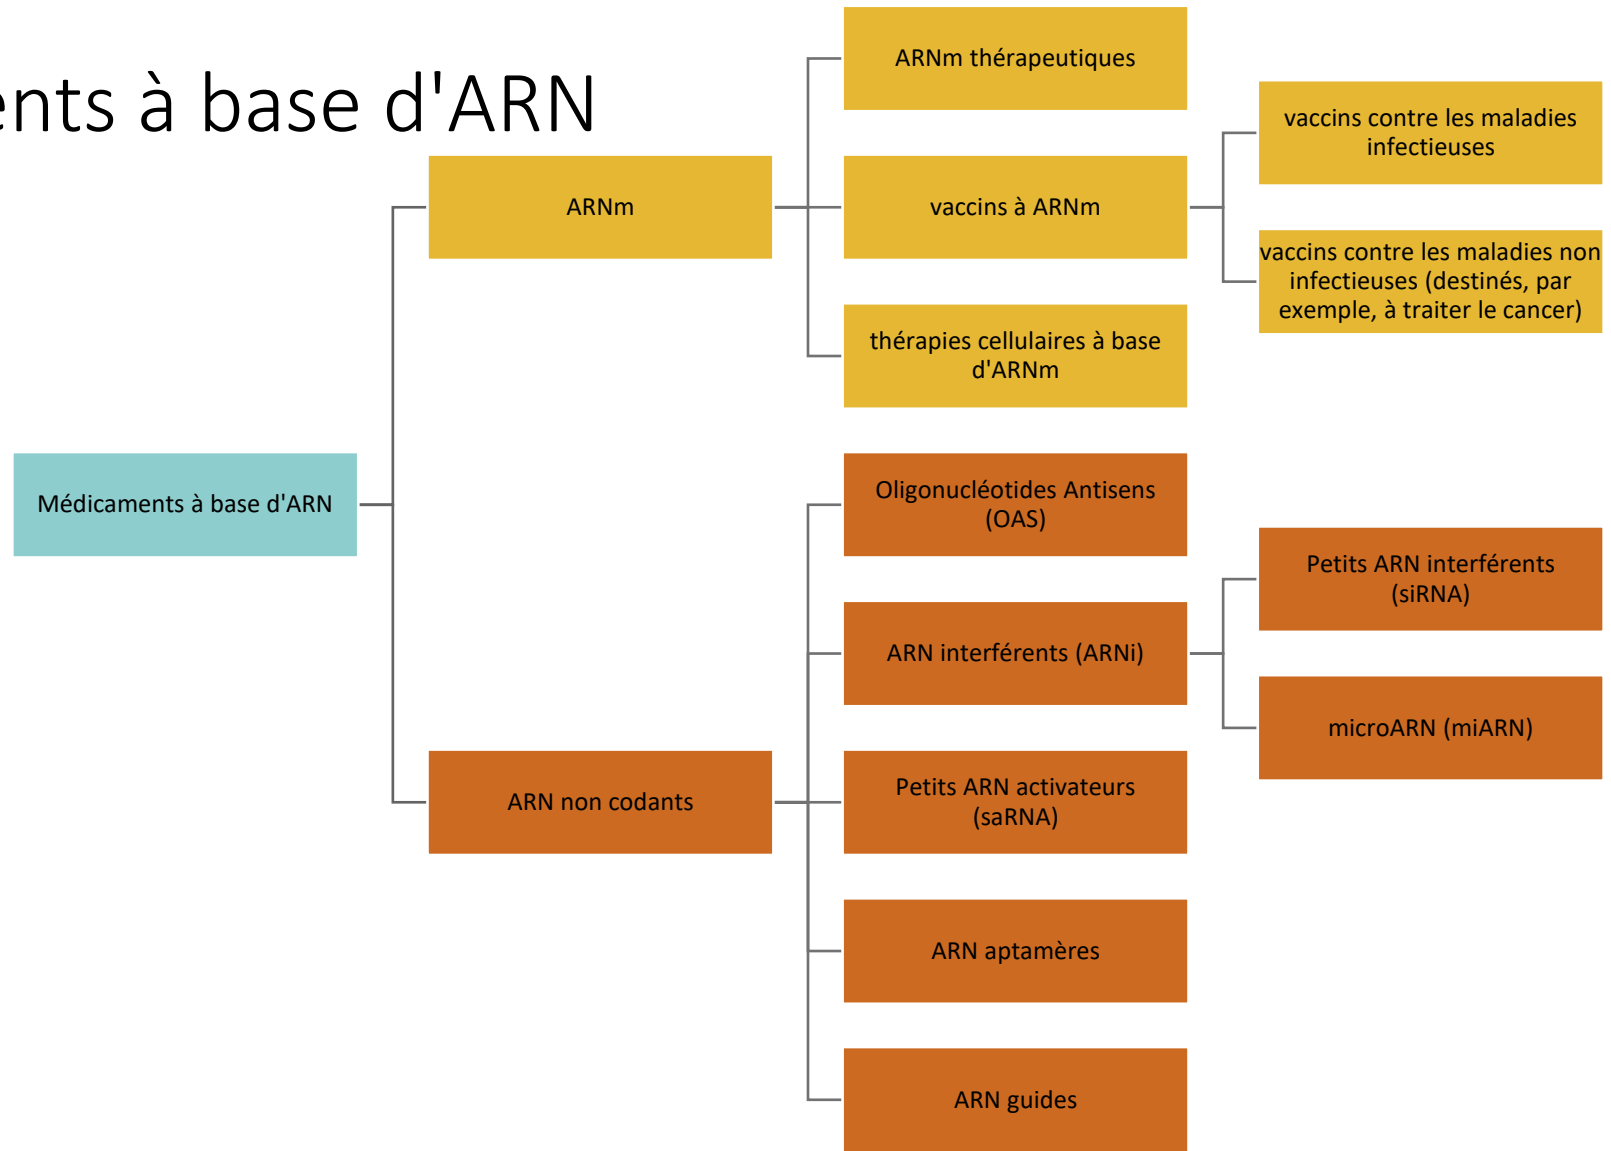 ents à base d'ARN
Médicaments à base d'ARN
ARNm
ARNm thérapeutiques
vaccins à ARNm
vaccins contre les maladies
infectieuses
vaccins contre les maladies non
infectieuses (destinés, par
exemple, à traiter le cancer)
thérapies cellulaires à base
d'ARNm
ARN non codants
Oligonucléotides Antisens
(OAS)
ARN interférents (ARNi)
Petits ARN interférents
(siRNA)
microARN (miARN)
Petits ARN activateurs
(saRNA)
ARN aptamères
ARN guides